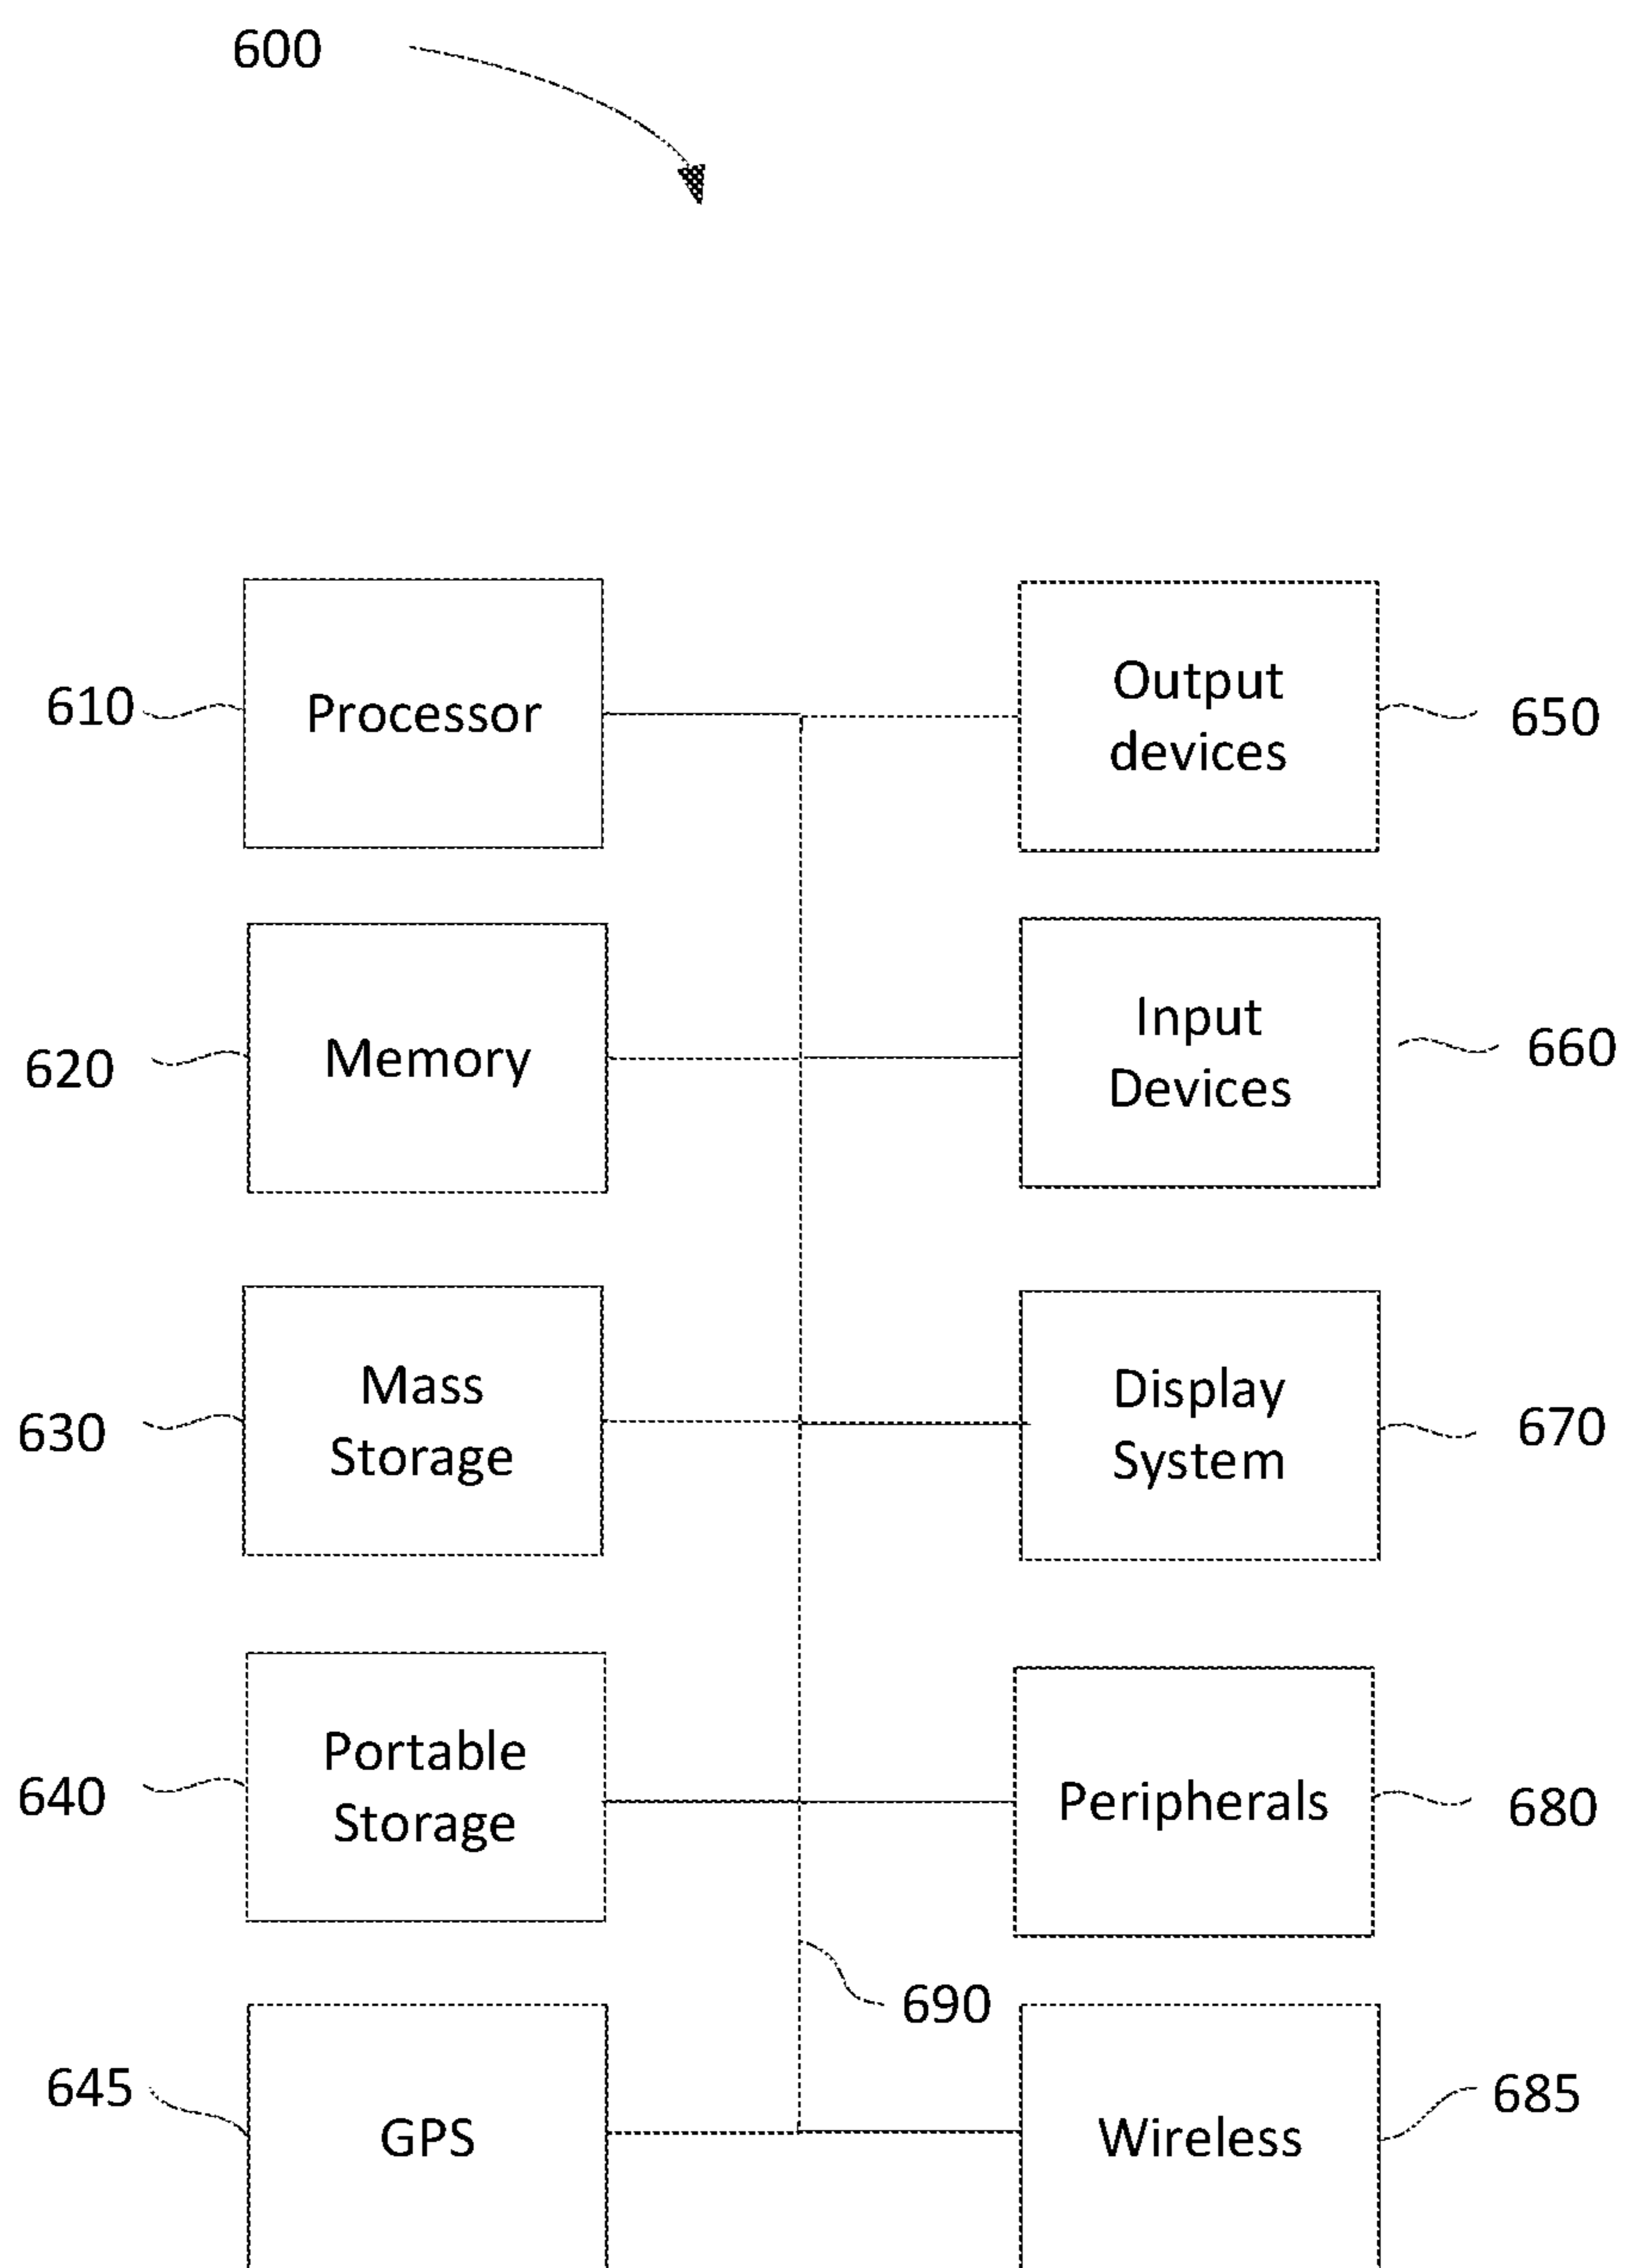 600
610
Processor
Output
devices
650
620
Memory
Input
Devices
660
630
Mass
Storage
Display
System
670
640
Portable
Storage
Peripherals
680
690
645
GPS
Wireless
685